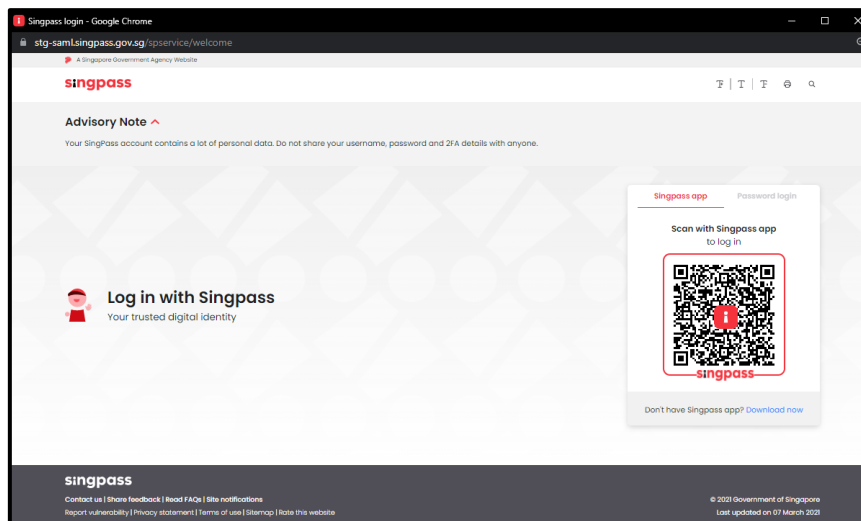 Singpass login - Google Chrome
stg-saml.singpass.gov.sg/spservice/welcome
A Singapore Government Agency Website
singpass
T | T | T
Advisory Note
Your SingPass account contains a lot of personal data. Do not share your username, password and 2FA details with anyone.
Singpass app Password login
Scan with Singpass app
to log in
singpass
Log in with Singpass
Your trusted digital identity
Don't have Singpass app? Download now
singpass
Contact us | Share feedback | Read FAQs | Site notifications
Report vulnerability | Privacy statement | Terms of use | Sitemap | Rate this website
© 2021 Government of Singapore
Last updated on 07 March 2021